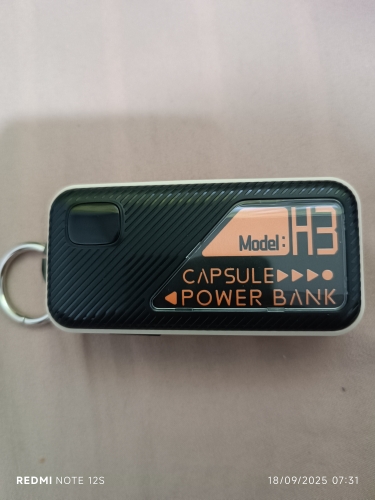 Model: H3
CAPSULE
POWER BANK
REDMI NOTE 12S
18/09/2025 07:31